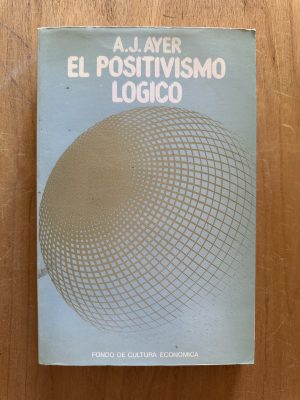 A.J. AYER
EL POSITIVISMO
LOGICO
FONDO DE CULTURA ECONOMICA